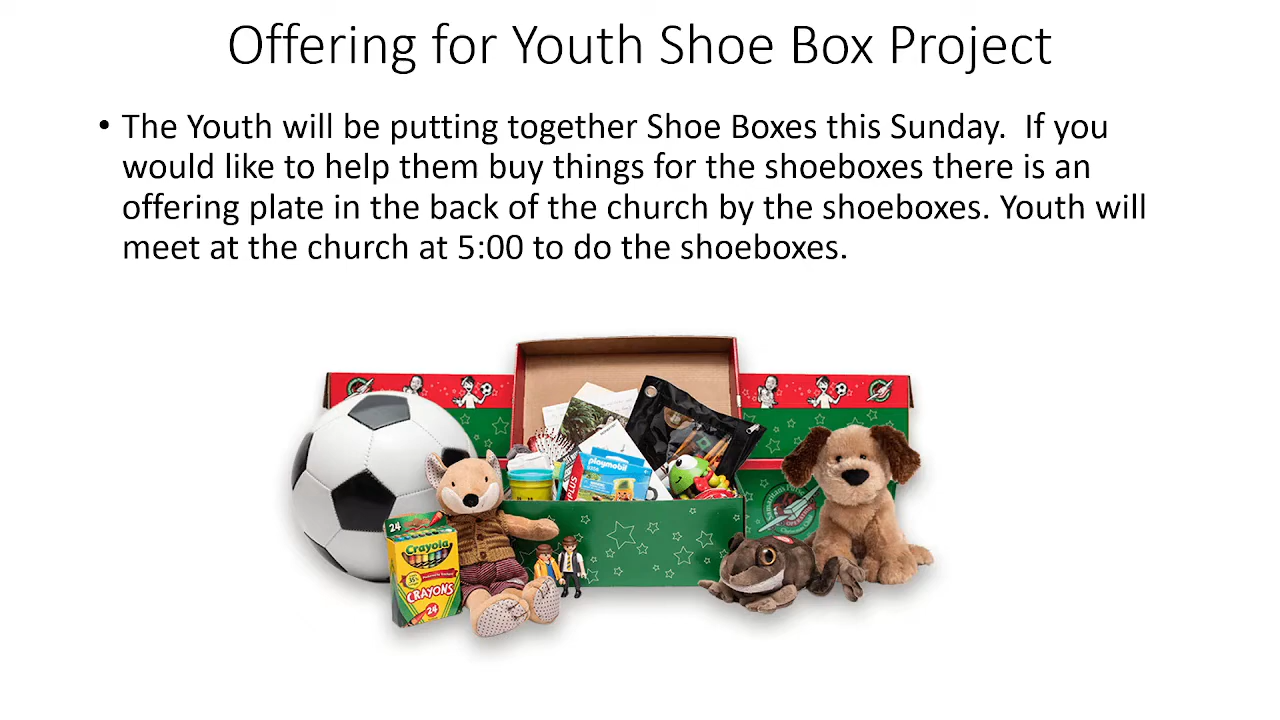 Offering for Youth Shoe Box Project
• The Youth will be putting together Shoe Boxes this Sunday.  If you
would like to help them buy things for the shoeboxes there is an
offering plate in the back of the church by the shoeboxes. Youth will
meet at the church at 5:00 to do the shoeboxes.
playmobil
PLUS
24
Crayola
CRAYONS
24
Samaritan's Purse